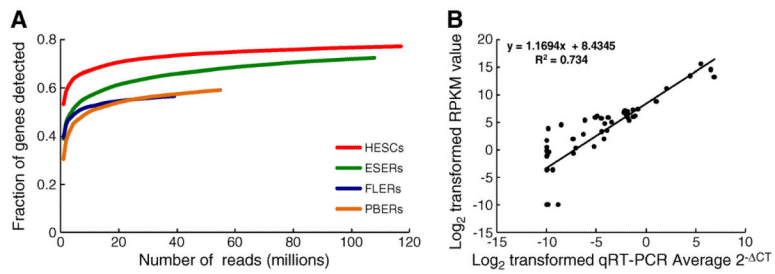 A
Fraction of genes detected
0.8
0.6
0.4
0.2
0
0 20 40 60 80 100 120
Number of reads (millions)
HESCs
ESERs
FLERs
PBERs
B
y = 1.1694x + 8.4345
R² = 0.734
Log₂ transformed RPKM value
20
15
10
5
0
-5
-10
-15
-15 -10 -5 0 5 10
Log₂ transformed qRT-PCR Average 2^-ΔCT